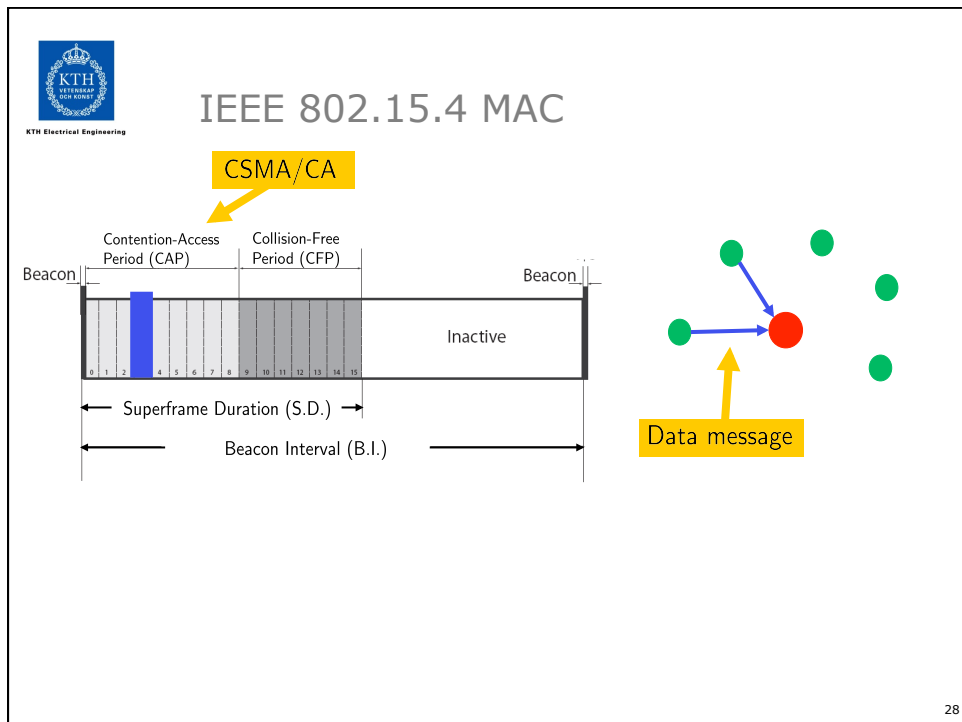 KTH
VETENSKAP
OCH KONST
KTH Electrical Engineering
IEEE 802.15.4 MAC
CSMA/CA
Contention-Access
Period (CAP)
Collision-Free
Period (CFP)
Beacon
Beacon
Inactive
0 1 2 4 5 6 7 8 9 10 11 12 13 14 15
Superframe Duration (S.D.)
Beacon Interval (B.I.)
Data message
28